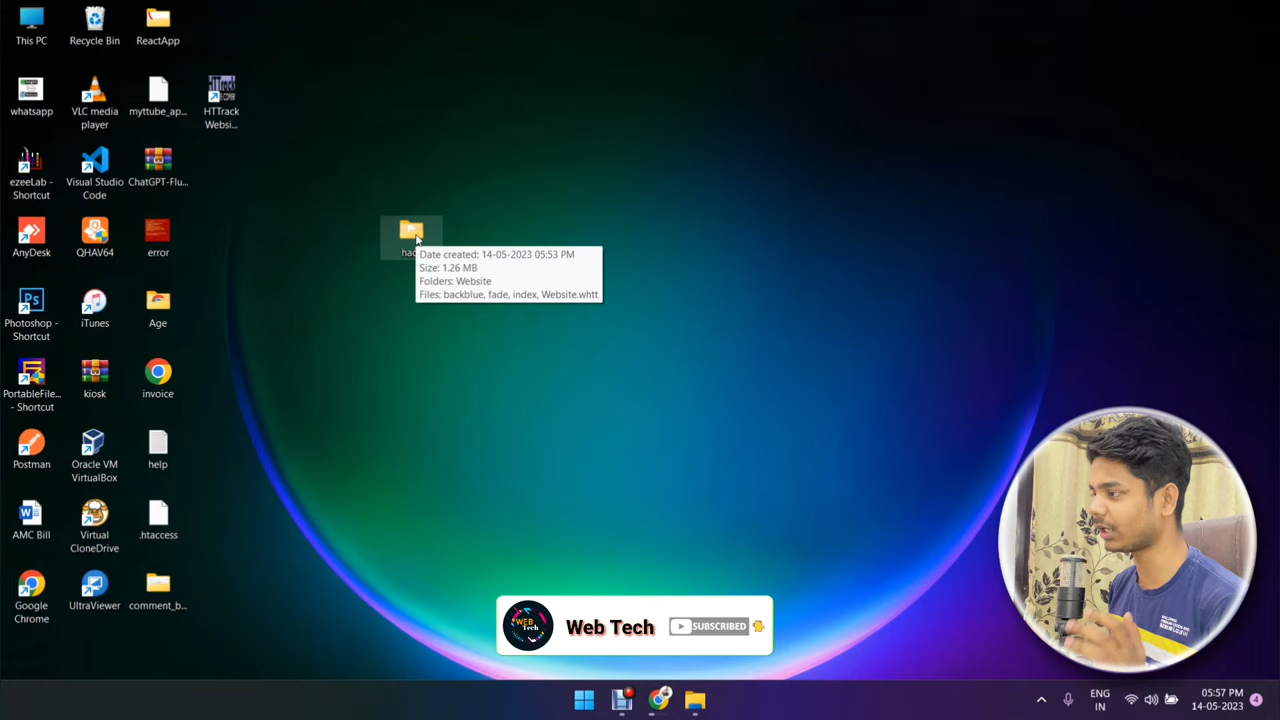 This PC
Recycle Bin
ReactApp
whatsapp
VLC media
player
myttube_ap...
HTTrack
Websi...
ezeeLab -
Shortcut
Visual Studio
Code
ChatGPT-Flu...
AnyDesk
QHAV64
error
Photoshop -
Shortcut
iTunes
Age
PortableFile...
- Shortcut
kiosk
invoice
Postman
Oracle VM
VirtualBox
help
AMC Bill
Virtual
CloneDrive
.htaccess
Google
Chrome
UltraViewer
comment_b...
Date created: 14-05-2023 05:53 PM
Size: 1.26 MB
Folders: Website
Files: backblue, fade, index, Website.whtt
WEB
Tech
Web Tech
SUBSCRIBED
ENG
IN
05:57 PM
14-05-2023
4